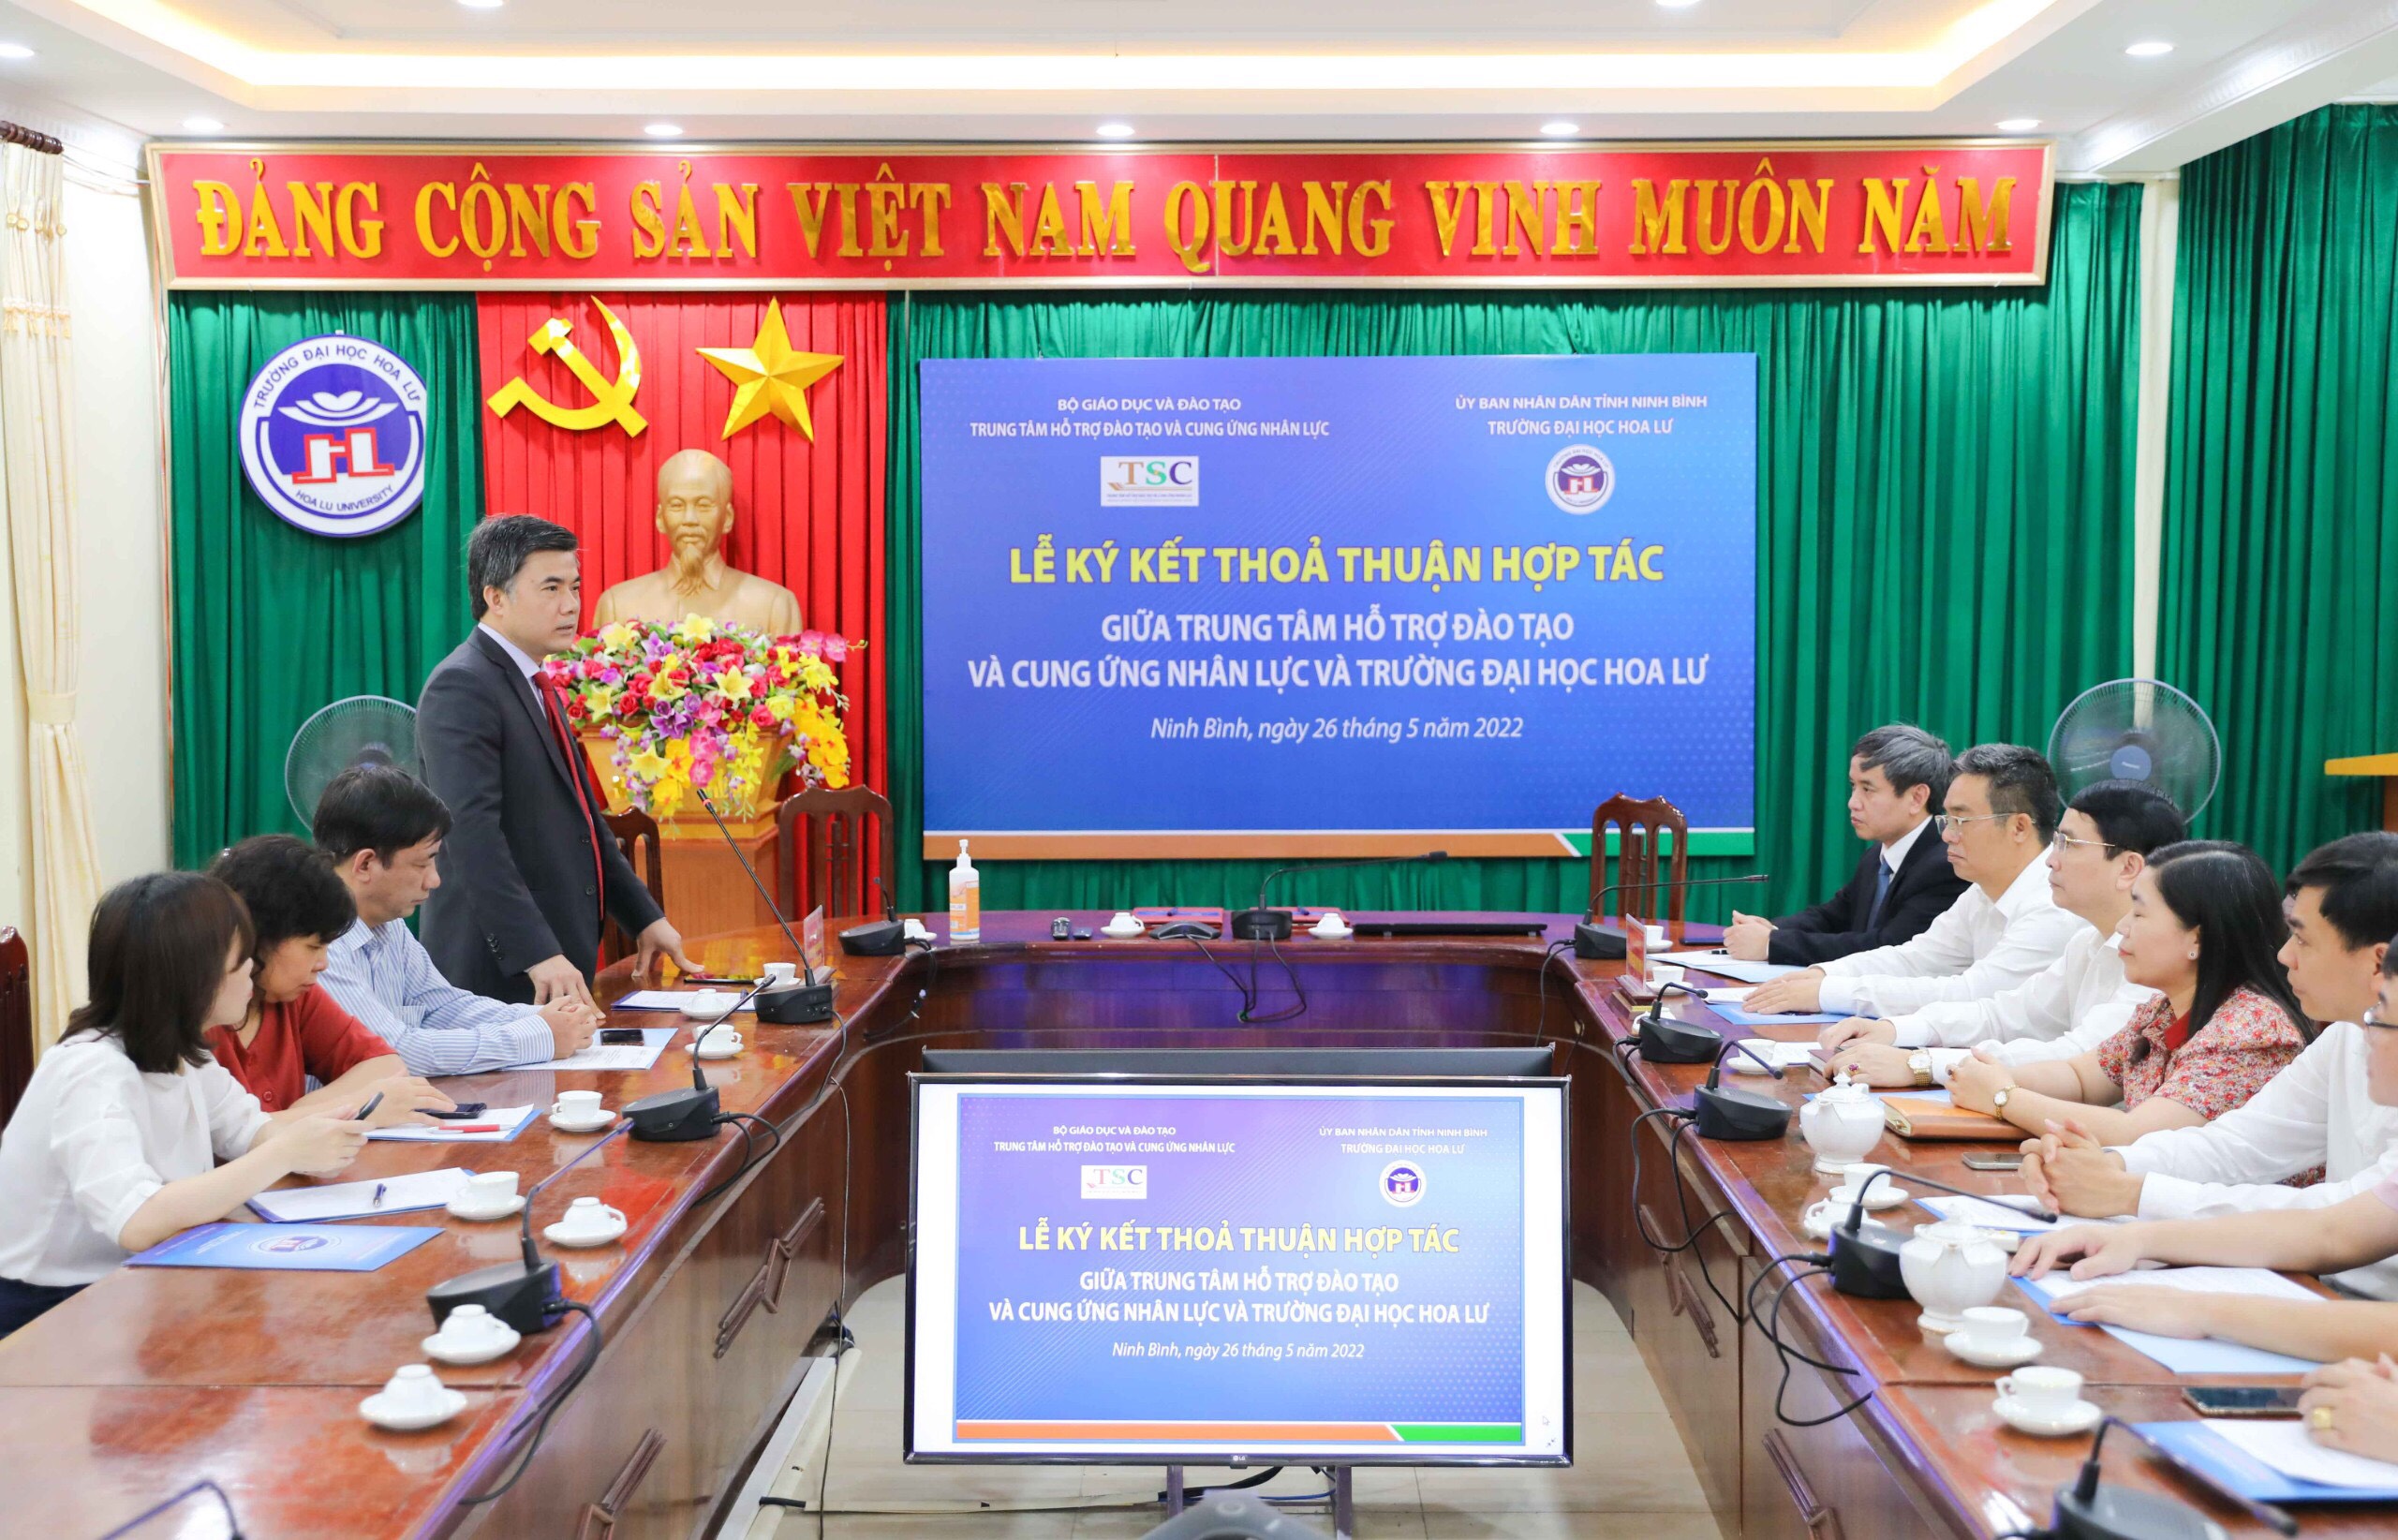 ĐẢNG CỘNG SẢN VIỆT NAM QUANG VINH MUÔN NĂM
TRƯỜNG ĐẠI HỌC HOA LƯ
HL
HOA LU UNIVERSITY
BỘ GIÁO DỤC VÀ ĐÀO TẠO
TRUNG TÂM HỖ TRỢ ĐÀO TẠO VÀ CUNG ỨNG NHÂN LỰC
TSC
ỦY BAN NHÂN DÂN TỈNH NINH BÌNH
TRƯỜNG ĐẠI HỌC HOA LƯ
LỄ KÝ KẾT THOẢ THUẬN HỢP TÁC
GIỮA TRUNG TÂM HỖ TRỢ ĐÀO TẠO
VÀ CUNG ỨNG NHÂN LỰC VÀ TRƯỜNG ĐẠI HỌC HOA LƯ
Ninh Bình, ngày 26 tháng 5 năm 2022
BỘ GIÁO DỤC VÀ ĐÀO TẠO
TRUNG TÂM HỖ TRỢ ĐÀO TẠO VÀ CUNG ỨNG NHÂN LỰC
TSC
ỦY BAN NHÂN DÂN TỈNH NINH BÌNH
TRƯỜNG ĐẠI HỌC HOA LƯ
LỄ KÝ KẾT THOẢ THUẬN HỢP TÁC
GIỮA TRUNG TÂM HỖ TRỢ ĐÀO TẠO
VÀ CUNG ỨNG NHÂN LỰC VÀ TRƯỜNG ĐẠI HỌC HOA LƯ
Ninh Bình, ngày 26 tháng 5 năm 2022
LG